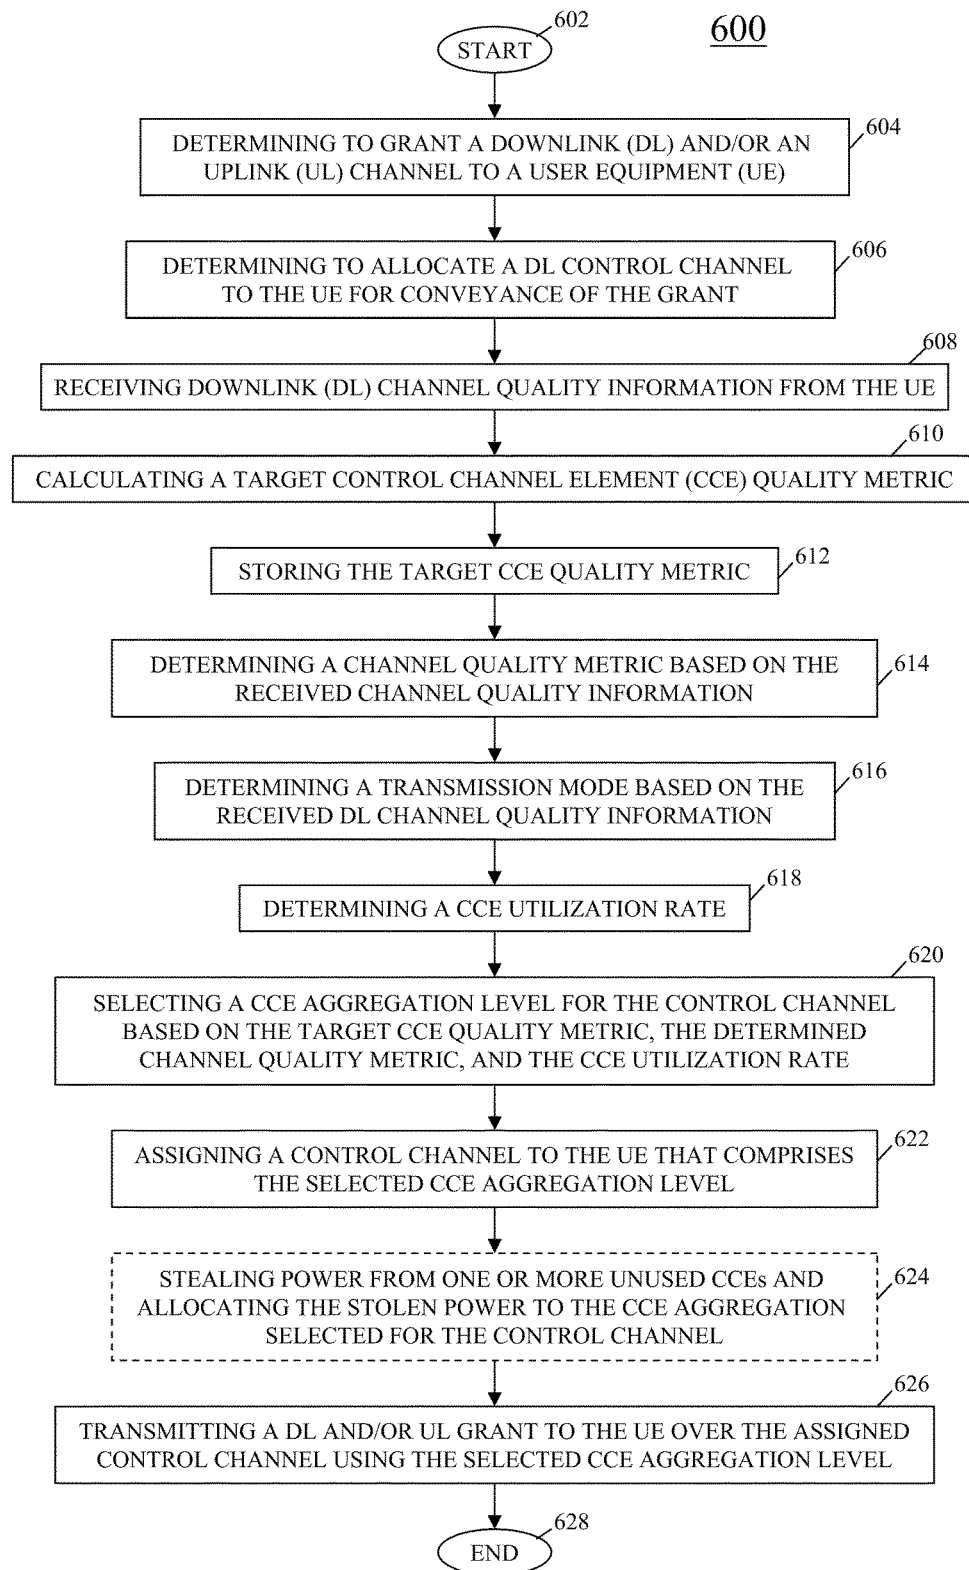 600
602
START
604
DETERMINING TO GRANT A DOWNLINK (DL) AND/OR AN
UPLINK (UL) CHANNEL TO A USER EQUIPMENT (UE)
606
DETERMINING TO ALLOCATE A DL CONTROL CHANNEL
TO THE UE FOR CONVEYANCE OF THE GRANT
608
RECEIVING DOWNLINK (DL) CHANNEL QUALITY INFORMATION FROM THE UE
610
CALCULATING A TARGET CONTROL CHANNEL ELEMENT (CCE) QUALITY METRIC
612
STORING THE TARGET CCE QUALITY METRIC
614
DETERMINING A CHANNEL QUALITY METRIC BASED ON THE
RECEIVED CHANNEL QUALITY INFORMATION
616
DETERMINING A TRANSMISSION MODE BASED ON THE
RECEIVED DL CHANNEL QUALITY INFORMATION
618
DETERMINING A CCE UTILIZATION RATE
620
SELECTING A CCE AGGREGATION LEVEL FOR THE CONTROL CHANNEL
BASED ON THE TARGET CCE QUALITY METRIC, THE DETERMINED
CHANNEL QUALITY METRIC, AND THE CCE UTILIZATION RATE
622
ASSIGNING A CONTROL CHANNEL TO THE UE THAT COMPRISES
THE SELECTED CCE AGGREGATION LEVEL
624
STEALING POWER FROM ONE OR MORE UNUSED CCEs AND
ALLOCATING THE STOLEN POWER TO THE CCE AGGREGATION
SELECTED FOR THE CONTROL CHANNEL
626
TRANSMITTING A DL AND/OR UL GRANT TO THE UE OVER THE ASSIGNED
CONTROL CHANNEL USING THE SELECTED CCE AGGREGATION LEVEL
628
END